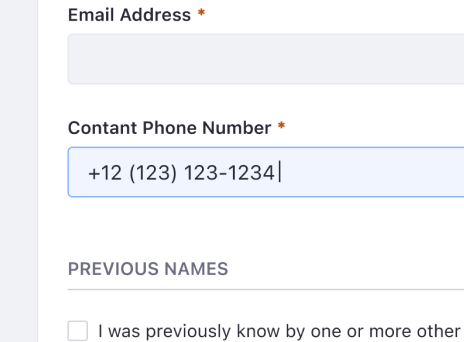 Email Address *
Contant Phone Number *
+12 (123) 123-1234
PREVIOUS NAMES
I was previously know by one or more other